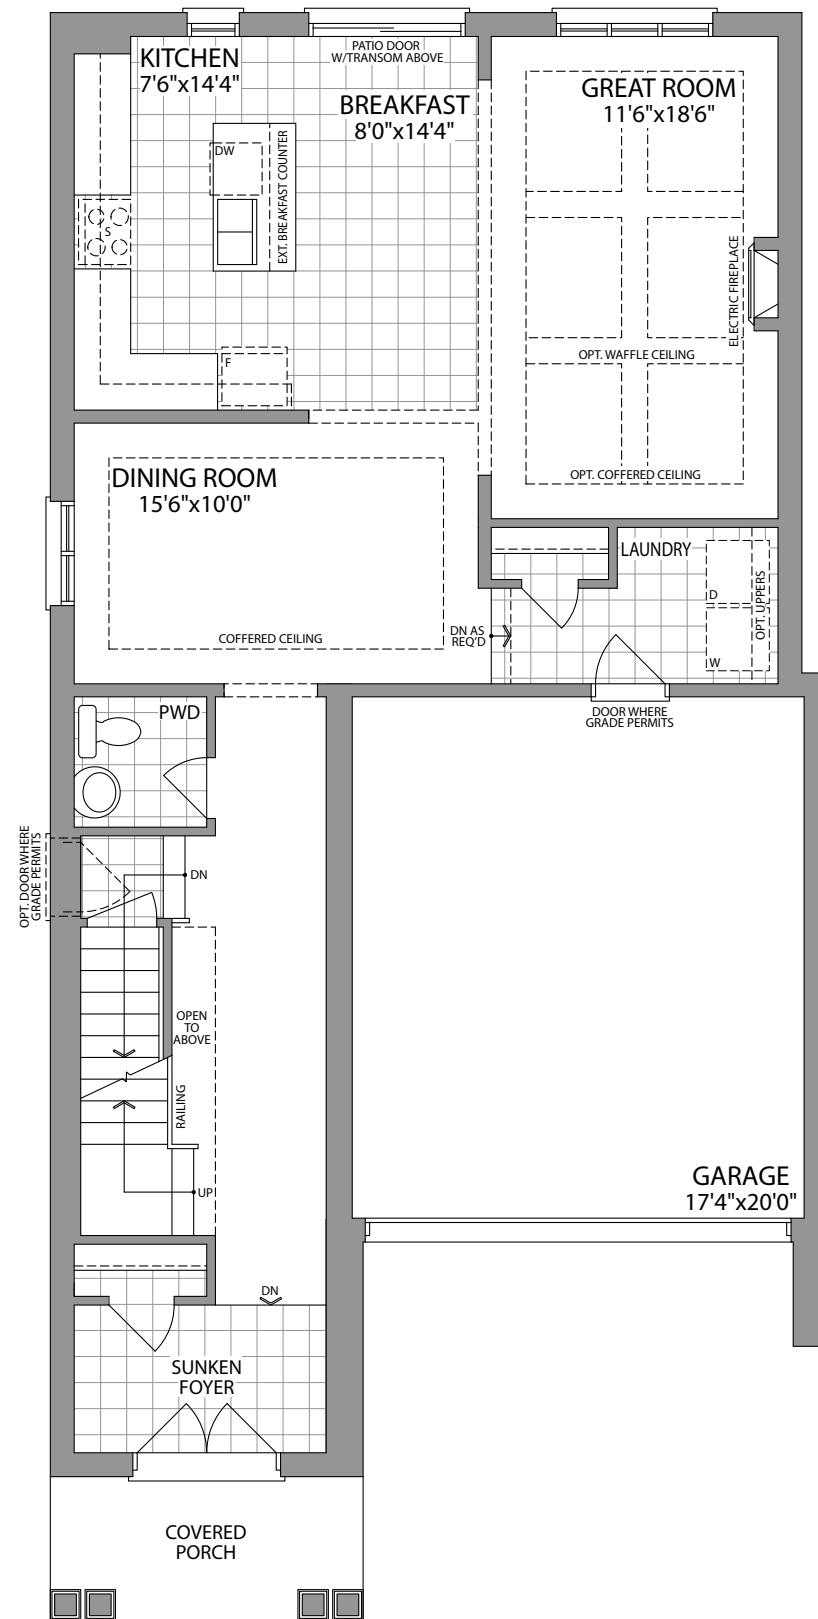 KITCHEN
7'6"x14'4"
PATIO DOOR
W/TRANSOM ABOVE
BREAKFAST
8'0"x14'4"
GREAT ROOM
11'6"x18'6"
DW
EXT. BREAKFAST COUNTER
S
F
ELECTRIC FIREPLACE
OPT. WAFFLE CEILING
OPT. COFFERED CEILING
DINING ROOM
15'6"x10'0"
COFFERED CEILING
LAUNDRY
D
W
OPT. UPPERS
DN AS
REQ'D
DOOR WHERE
GRADE PERMITS
PWD
OPT. DOOR WHERE
GRADE PERMITS
DN
OPEN
TO
ABOVE
RAILING
UP
GARAGE
17'4"x20'0"
DN
SUNKEN
FOYER
COVERED
PORCH